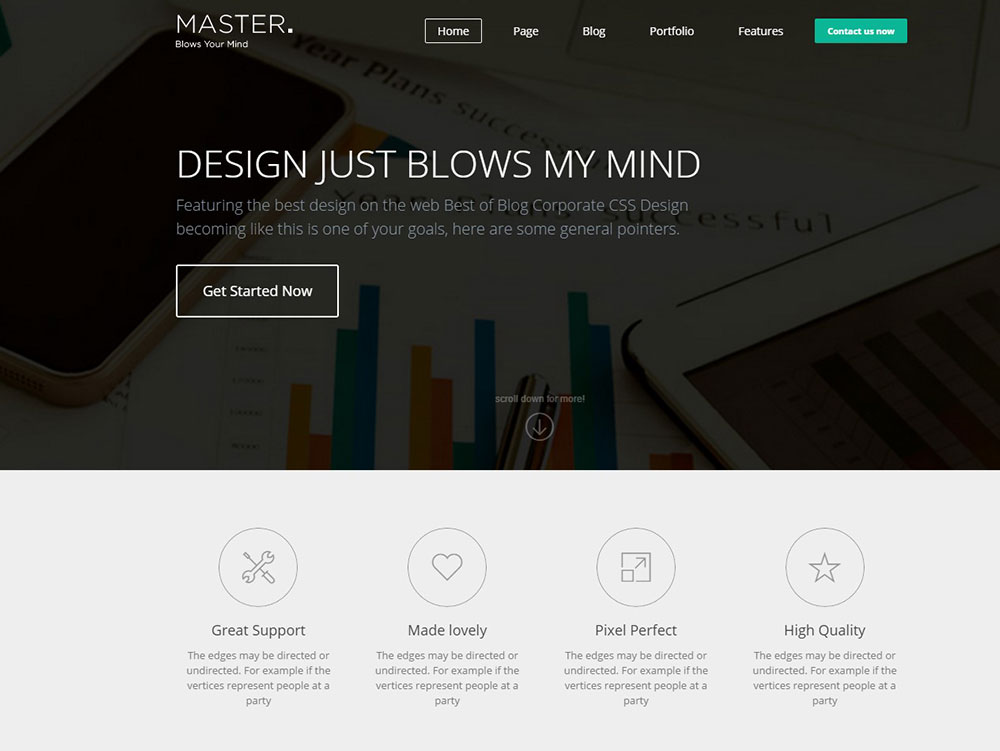 MASTER.
Blows Your Mind
Home Page Blog Portfolio Features Contact us now
Year Plans successful
DESIGN JUST BLOWS MY MIND
Year Plans successful
Featuring the best design on the web Best of Blog Corporate CSS Design
becoming like this is one of your goals, here are some general pointers.
Get Started Now
scroll down for more!
Great Support
The edges may be directed or
undirected. For example if the
vertices represent people at a
party
Made lovely
The edges may be directed or
undirected. For example if the
vertices represent people at a
party
Pixel Perfect
The edges may be directed or
undirected. For example if the
vertices represent people at a
party
High Quality
The edges may be directed or
undirected. For example if the
vertices represent people at a
party